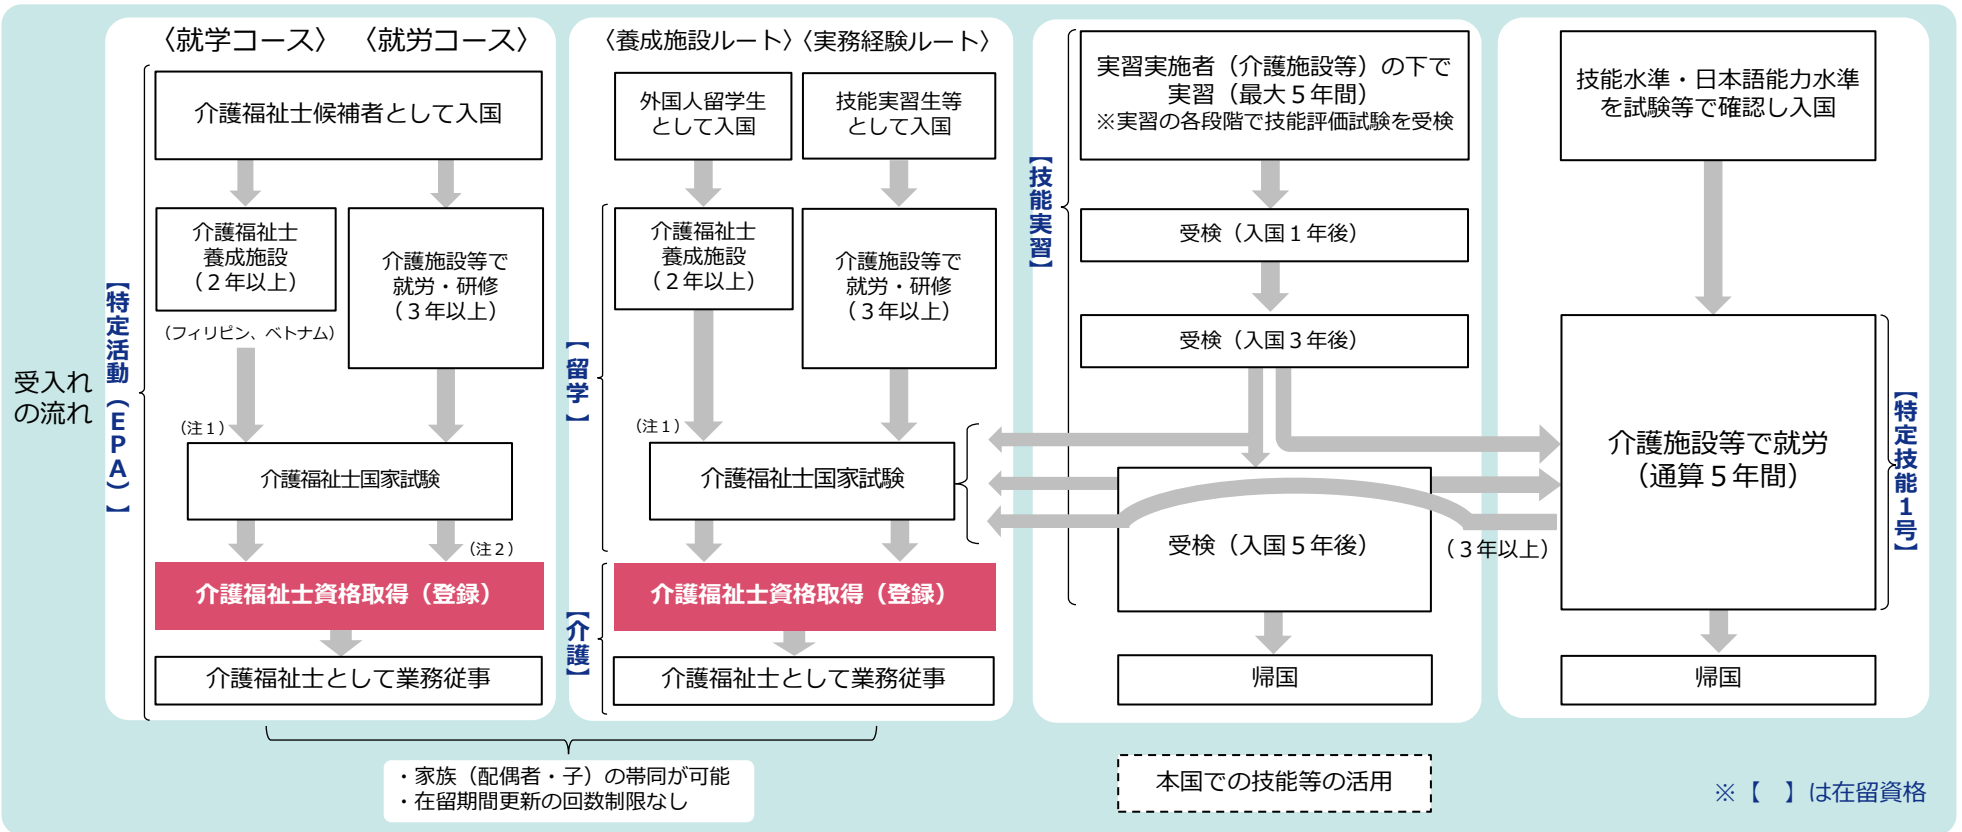 受入れ
の流れ
〈就学コース〉
〈就労コース〉
【特定活動（EPA）】
介護福祉士候補者として入国
介護福祉士
養成施設
（２年以上）
（フィリピン、ベトナム）
介護施設等で
就労・研修
（３年以上）
（注１）
介護福祉士国家試験
（注２）
介護福祉士資格取得（登録）
介護福祉士として業務従事
〈養成施設ルート〉
〈実務経験ルート〉
外国人留学生
として入国
技能実習生等
として入国
【留学】
介護福祉士
養成施設
（２年以上）
介護施設等で
就労・研修
（３年以上）
（注１）
介護福祉士国家試験
【介護】
介護福祉士資格取得（登録）
介護福祉士として業務従事
・家族（配偶者・子）の帯同が可能
・在留期間更新の回数制限なし
【技能実習】
実習実施者（介護施設等）の下で
実習（最大５年間）
※実習の各段階で技能評価試験を受検
受検（入国１年後）
受検（入国３年後）
受検（入国５年後）
帰国
本国での技能等の活用
技能水準・日本語能力水準
を試験等で確認し入国
介護施設等で就労
（通算５年間）
【特定技能１号】
（３年以上）
帰国
※【　】は在留資格